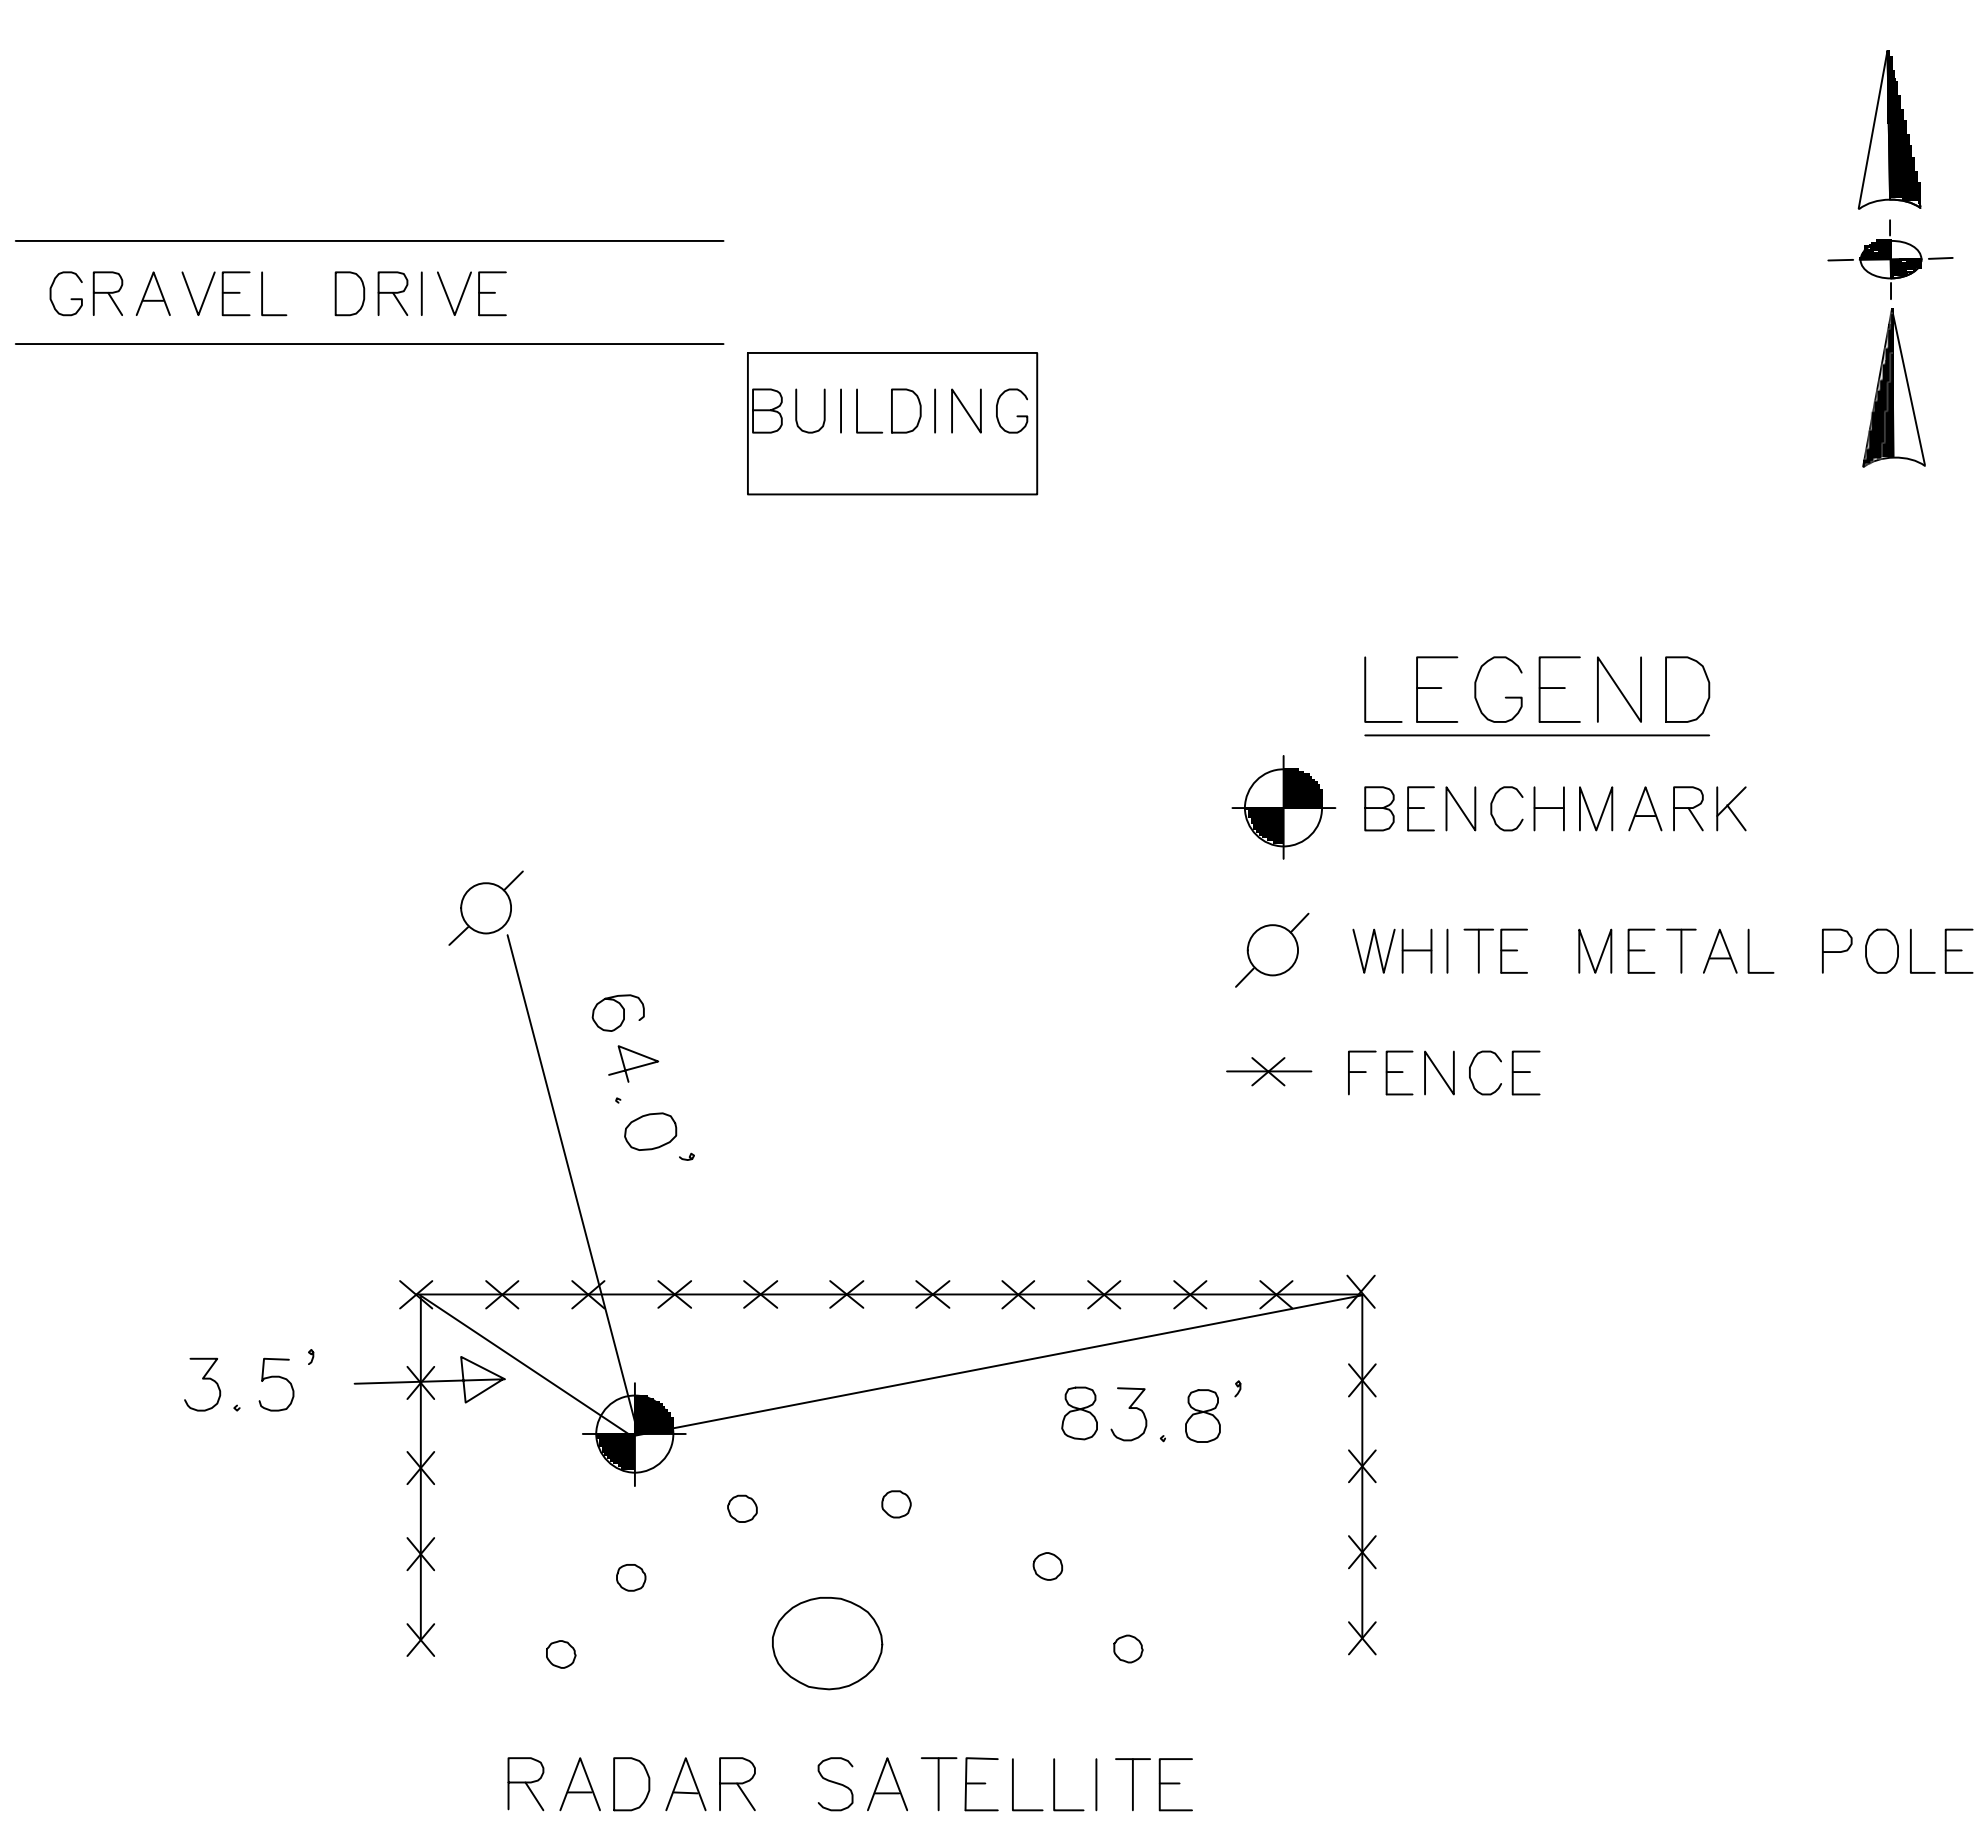 GRAVEL DRIVE
BUILDING
LEGEND
BENCHMARK
WHITE METAL POLE
FENCE
64.0'
3.5'
83.8'
RADAR SATELLITE